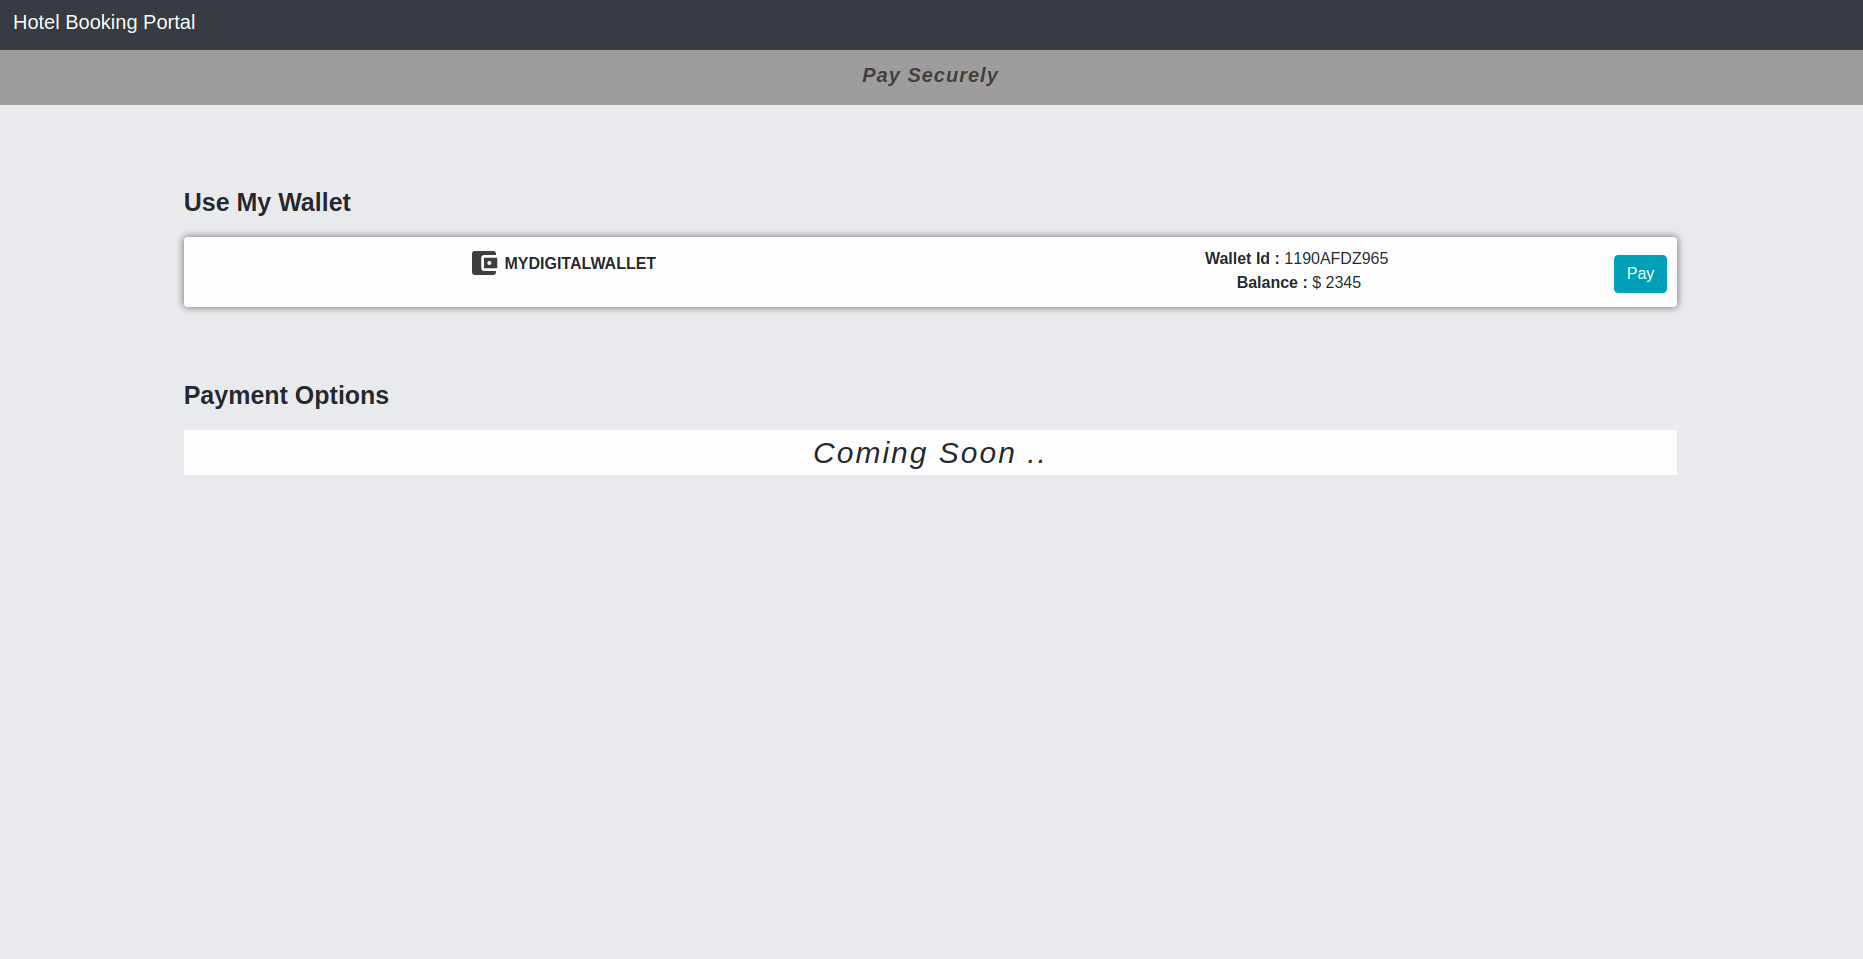 Hotel Booking Portal
Pay Securely
Use My Wallet
MYDIGITALWALLET
Wallet Id : 1190AFDZ965
Balance : $ 2345
Pay
Payment Options
Coming Soon ..